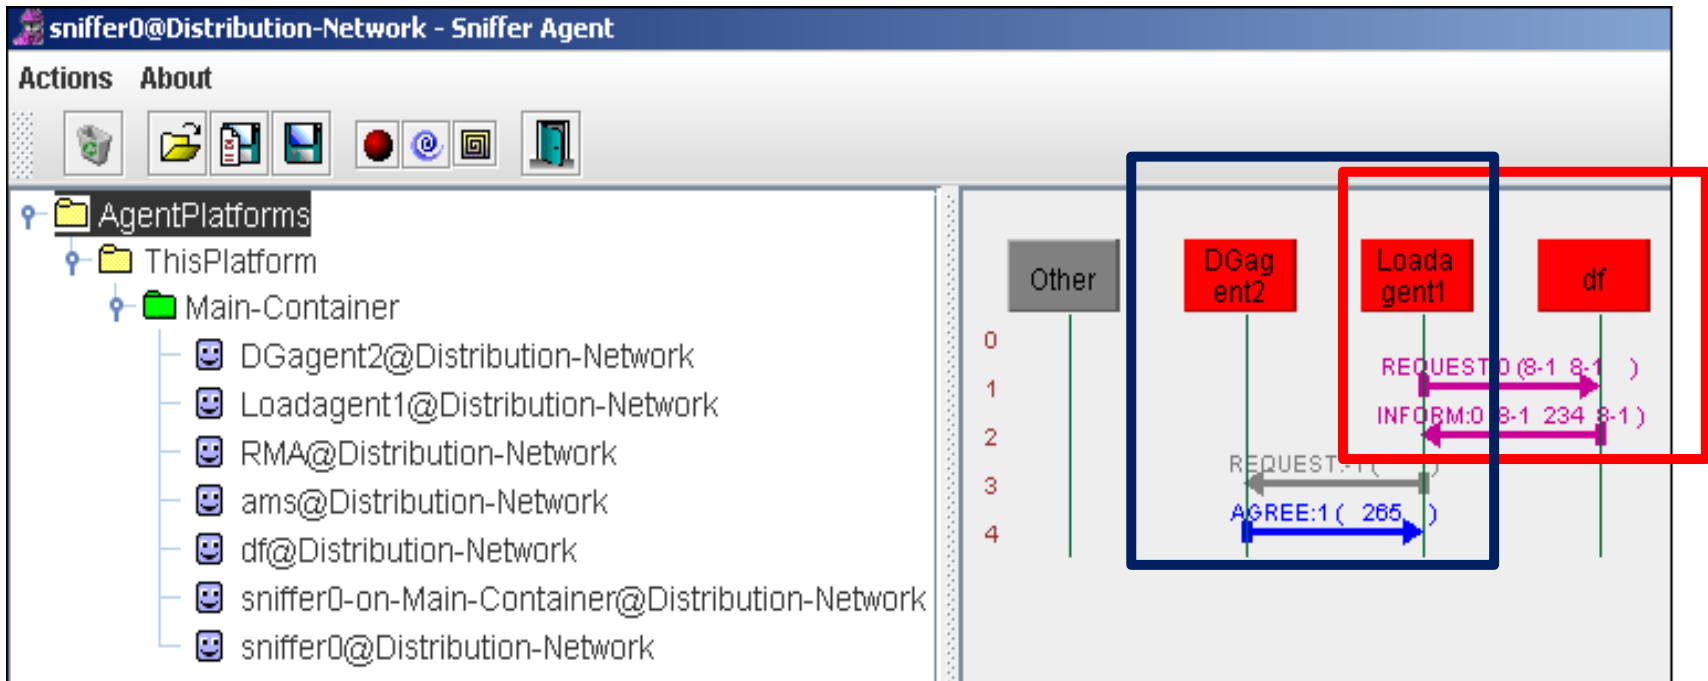 sniffer0@Distribution-Network - Sniffer Agent
Actions About
AgentPlatforms
ThisPlatform
Main-Container
DGagent2@Distribution-Network
Loadagent1@Distribution-Network
RMA@Distribution-Network
ams@Distribution-Network
df@Distribution-Network
sniffer0-on-Main-Container@Distribution-Network
sniffer0@Distribution-Network
Other
DGag
ent2
Loada
gent1
df
0
REQUEST:0 (8-1 8-1 )
1
INFORM:0 (8-1 234 8-1 )
2
REQUEST:-1 ( )
3
AGREE:1 ( 265 )
4